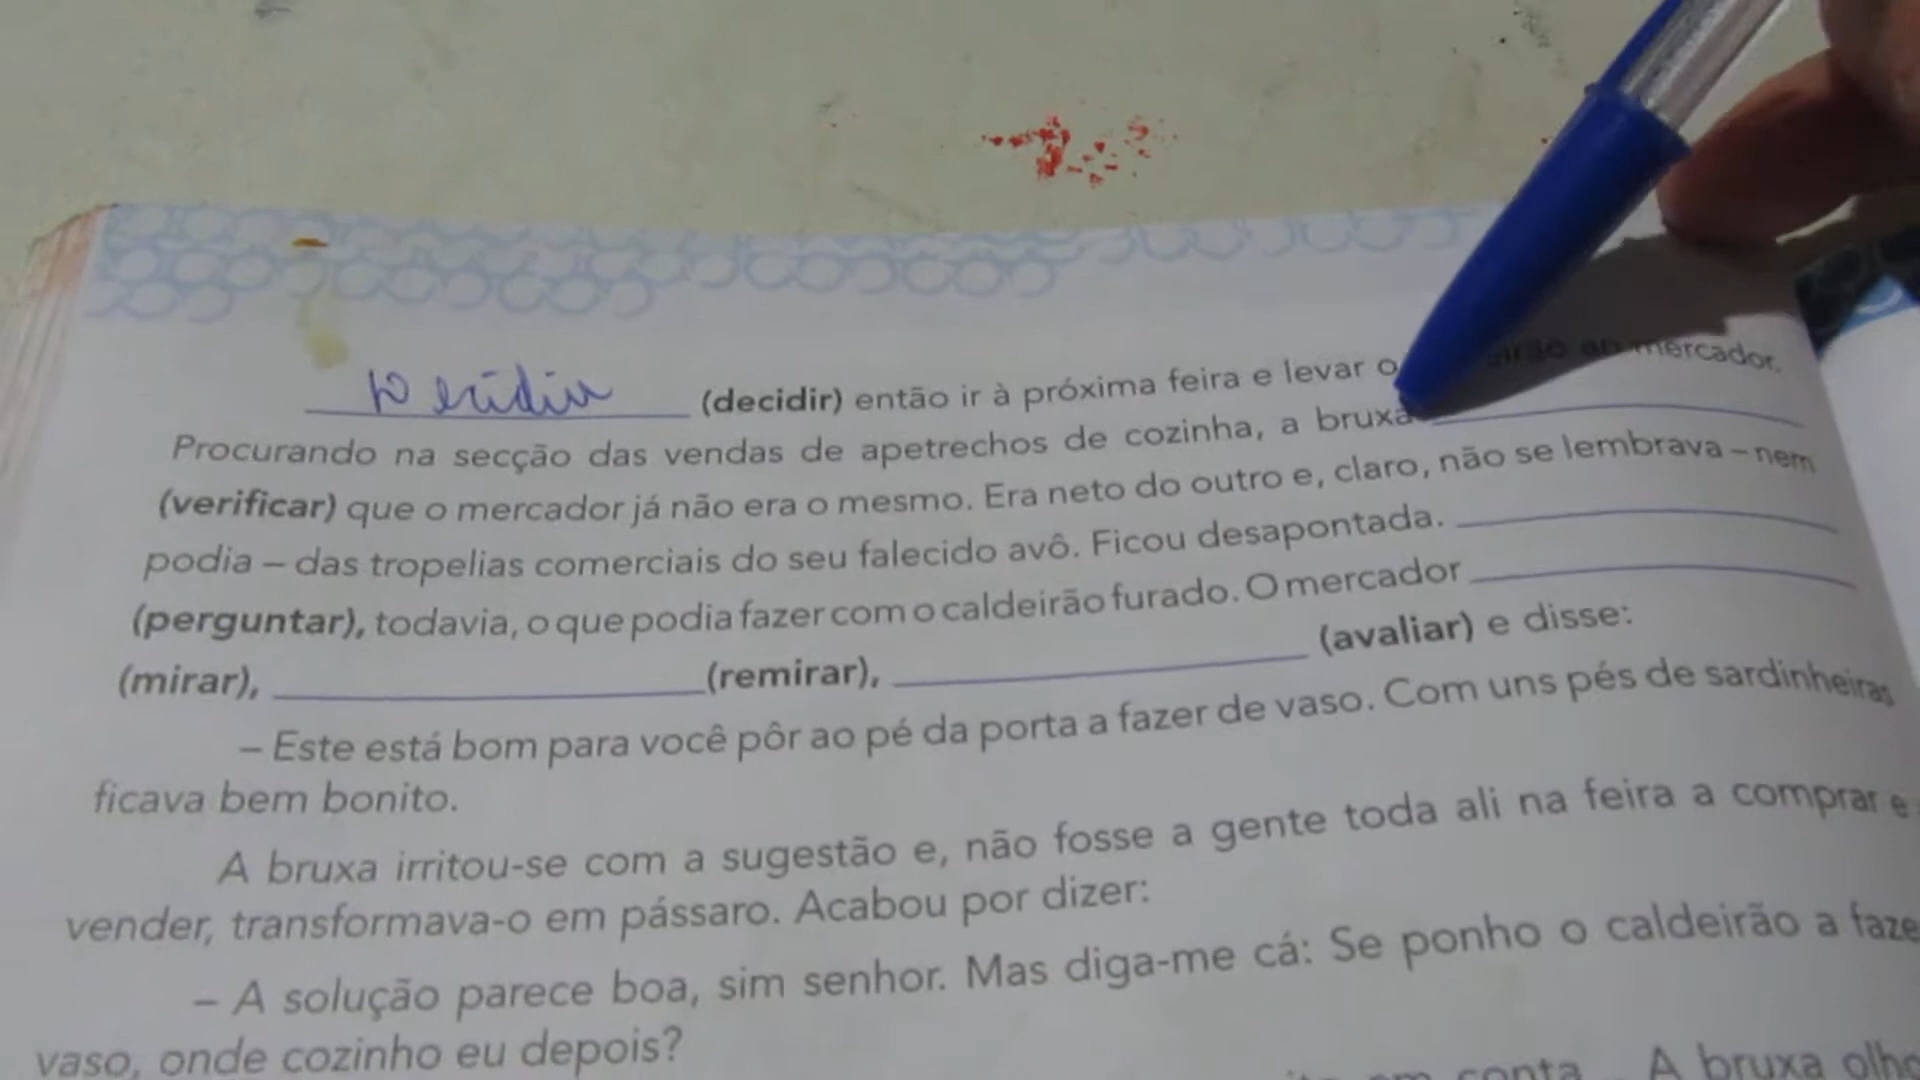 Decidiu (decidir) então ir à próxima feira e levar o mercador.
Procurando na secção das vendas de apetrechos de cozinha, a bruxa
(verificar) que o mercador já não era o mesmo. Era neto do outro e, claro, não se lembrava – nem
podia – das tropelias comerciais do seu falecido avô. Ficou desapontada.
(perguntar), todavia, o que podia fazer com o caldeirão furado. O mercador
(mirar), (remirar), (avaliar) e disse:
– Este está bom para você pôr ao pé da porta a fazer de vaso. Com uns pés de sardinheiras
ficava bem bonito.
A bruxa irritou-se com a sugestão e, não fosse a gente toda ali na feira a comprar e
vender, transformava-o em pássaro. Acabou por dizer:
– A solução parece boa, sim senhor. Mas diga-me cá: Se ponho o caldeirão a faze
vaso, onde cozinho eu depois?
em conta. A bruxa olho